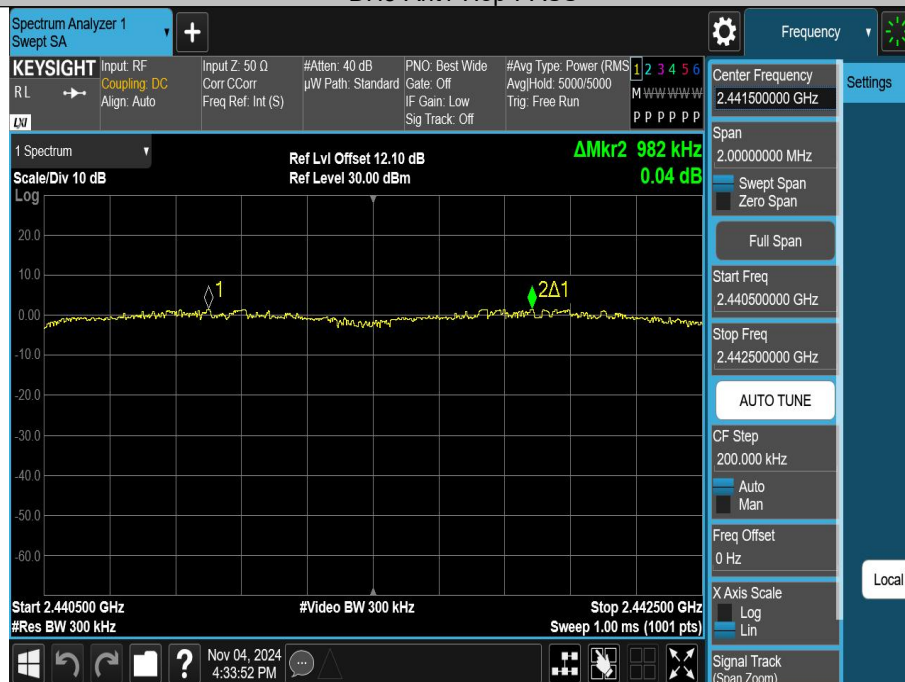 Spectrum Analyzer 1
Swept SA
+
Frequency
KEYSIGHT
RL
LXI
Input: RF
Coupling: DC
Align: Auto
Input Z: 50 Ω
Corr CCorr
Freq Ref: Int (S)
#Atten: 40 dB
µW Path: Standard
PNO: Best Wide
Gate: Off
IF Gain: Low
Sig Track: Off
#Avg Type: Power (RMS
Avg|Hold: 5000/5000
Trig: Free Run
1 2 3 4 5 6
M W W W W W
P P P P P P
Center Frequency
2.441500000 GHz
Settings
1 Spectrum
Scale/Div 10 dB
Log
Ref Lvl Offset 12.10 dB
Ref Level 30.00 dBm
ΔMkr2 982 kHz
0.04 dB
Span
2.00000000 MHz
Swept Span
Zero Span
Full Span
Start Freq
2.440500000 GHz
Stop Freq
2.442500000 GHz
AUTO TUNE
CF Step
200.000 kHz
Auto
Man
Freq Offset
0 Hz
X Axis Scale
Log
Lin
Signal Track
(Span Zoom)
Local
20.0
10.0
0.00
-10.0
-20.0
-30.0
-40.0
-50.0
-60.0
1
2Δ1
Start 2.440500 GHz
#Res BW 300 kHz
#Video BW 300 kHz
Stop 2.442500 GHz
Sweep 1.00 ms (1001 pts)
?
Nov 04, 2024
4:33:52 PM